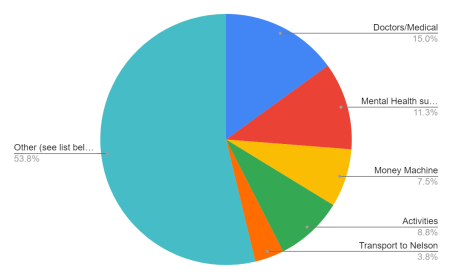 Doctors/Medical
15.0%
Mental Health su…
11.3%
Money Machine
7.5%
Activities
8.8%
Transport to Nelson
3.8%
Other (see list bel…
53.8%